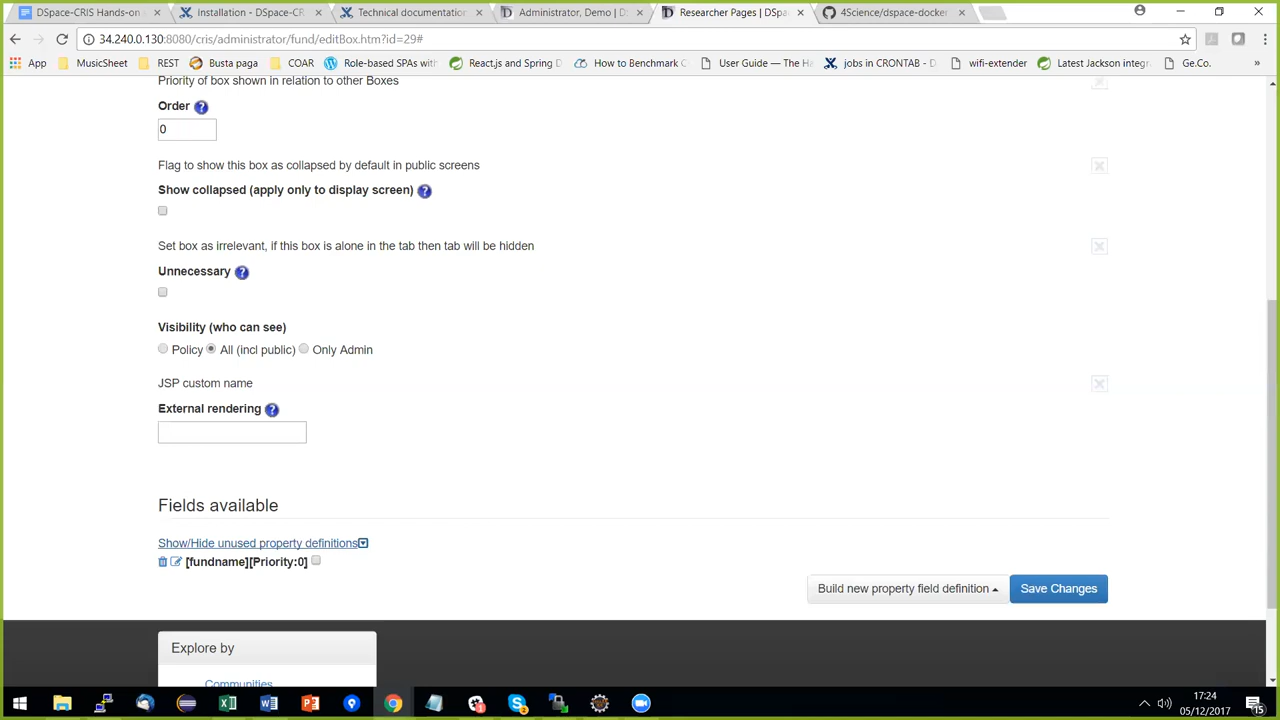 DSpace-CRIS Hands-on
Installation - DSpace-CR
Technical documentation
Administrator, Demo | DS
Researcher Pages | DSpa
4Science/dspace-docker
34.240.0.130:8080/cris/administrator/fund/editBox.htm?id=29#
App
MusicSheet
REST
Busta paga
COAR
Role-based SPAs with
React.js and Spring D
How to Benchmark C
User Guide — The Ha
jobs in CRONTAB - D
wifi-extender
Latest Jackson integr
Ge.Co.
»
Priority of box shown in relation to other Boxes
Order ?
0
Flag to show this box as collapsed by default in public screens
Show collapsed (apply only to display screen) ?
Set box as irrelevant, if this box is alone in the tab then tab will be hidden
Unnecessary ?
Visibility (who can see)
Policy All (incl public) Only Admin
JSP custom name
External rendering ?
Fields available
Show/Hide unused property definitions
[fundname][Priority:0]
Build new property field definition
Save Changes
Explore by
Communities
17:24
05/12/2017
15